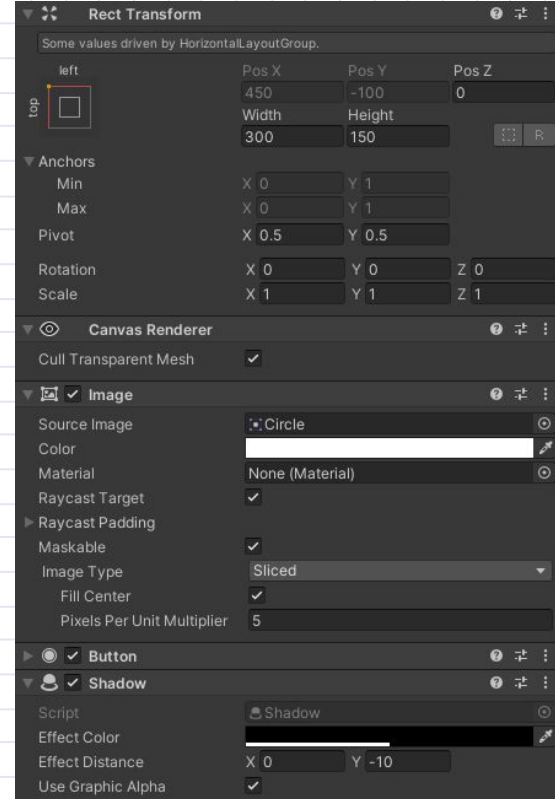 Rect Transform
Some values driven by HorizontalLayoutGroup.
left
Pos X Pos Y Pos Z
450 -100 0
top
Width Height
300 150
R
Anchors
Min X 0 Y 1
Max X 0 Y 1
Pivot X 0.5 Y 0.5
Rotation X 0 Y 0 Z 0
Scale X 1 Y 1 Z 1
Canvas Renderer
Cull Transparent Mesh
Image
Source Image Circle
Color
Material None (Material)
Raycast Target
Raycast Padding
Maskable
Image Type Sliced
Fill Center
Pixels Per Unit Multiplier 5
Button
Shadow
Script Shadow
Effect Color
Effect Distance X 0 Y -10
Use Graphic Alpha